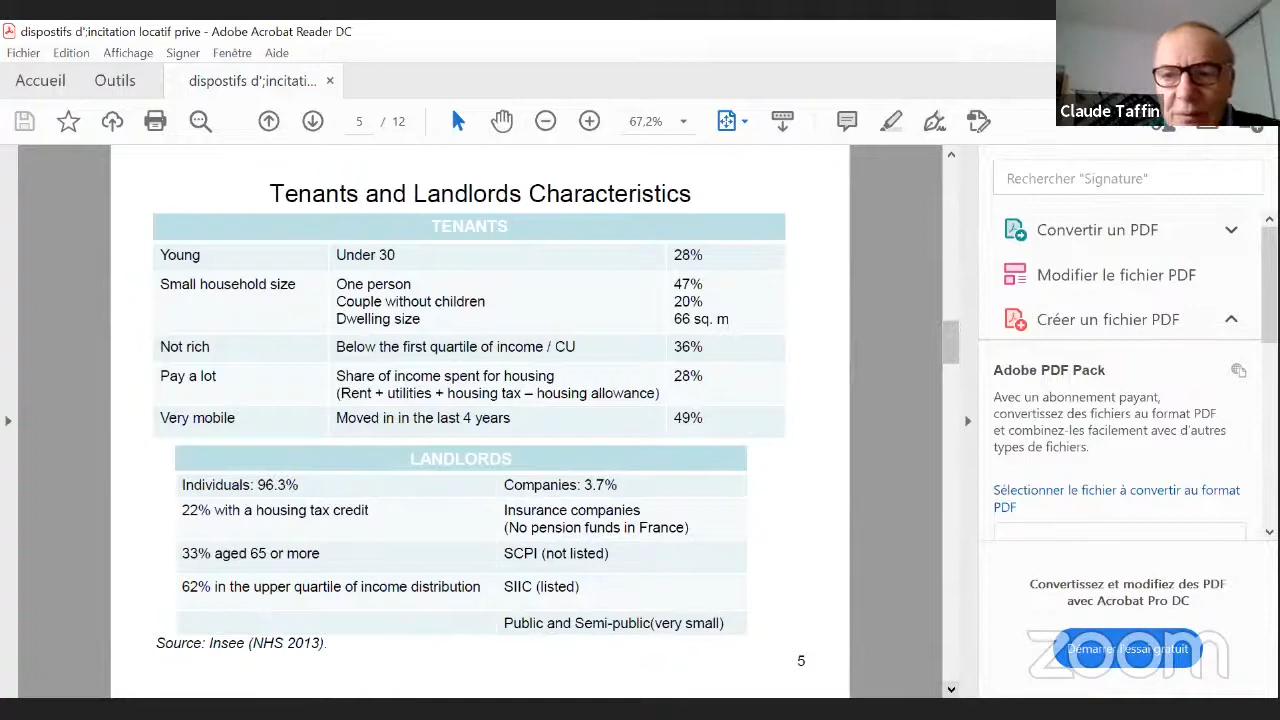 dispostifs d';incitation locatif prive - Adobe Acrobat Reader DC
Fichier Edition Affichage Signer Fenêtre Aide
Accueil Outils dispostifs d';incitati... ×
5 / 12 67,2%
Claude Taffin
Tenants and Landlords Characteristics
TENANTS
Young Under 30 28%
Small household size One person 47%
Couple without children 20%
Dwelling size 66 sq. m
Not rich Below the first quartile of income / CU 36%
Pay a lot Share of income spent for housing 28%
(Rent + utilities + housing tax – housing allowance)
Very mobile Moved in in the last 4 years 49%
LANDLORDS
Individuals: 96.3% Companies: 3.7%
22% with a housing tax credit Insurance companies
(No pension funds in France)
33% aged 65 or more SCPI (not listed)
62% in the upper quartile of income distribution SIIC (listed)
Public and Semi-public(very small)
Source: Insee (NHS 2013).
5
Rechercher "Signature"
Convertir un PDF
Modifier le fichier PDF
Créer un fichier PDF
Adobe PDF Pack
Avec un abonnement payant,
convertissez des fichiers au format PDF
et combinez-les facilement avec d'autres
types de fichiers.
Sélectionner le fichier à convertir au format
PDF
Convertissez et modifiez des PDF
avec Acrobat Pro DC
Démarrer l'essai gratuit
zoom